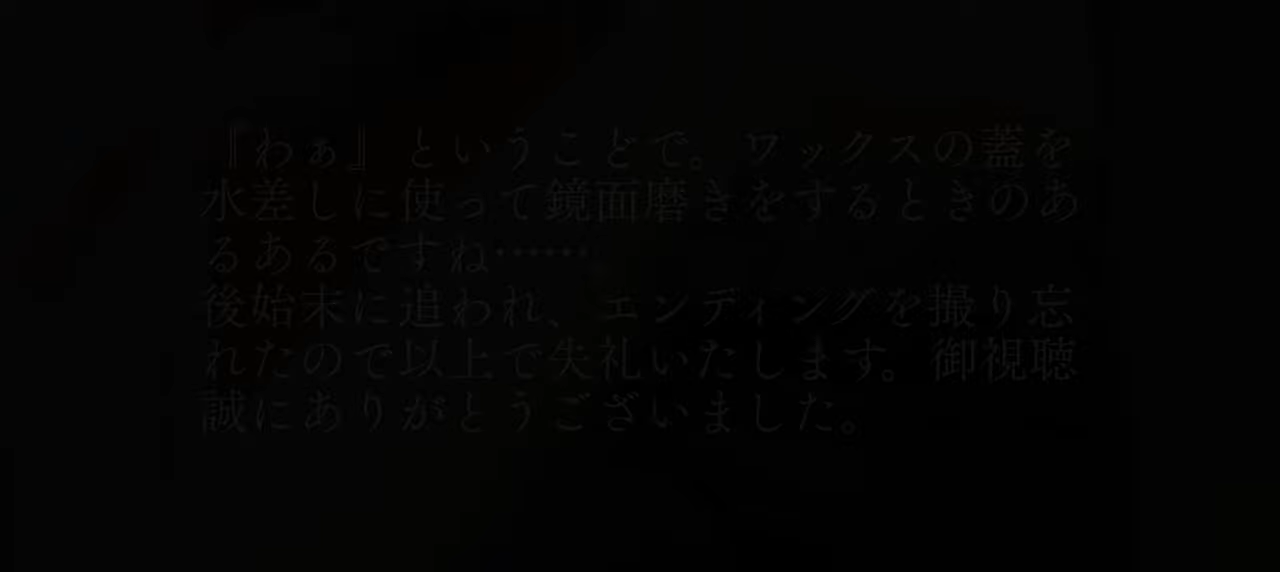 『わぁ』ということで。ワックスの蓋を
水差しに使って鏡面磨きをするときのあ
るあるですね……。
後始末に追われ、エンディングを撮り忘
れたので以上で失礼いたします。御視聴
誠にありがとうございました。